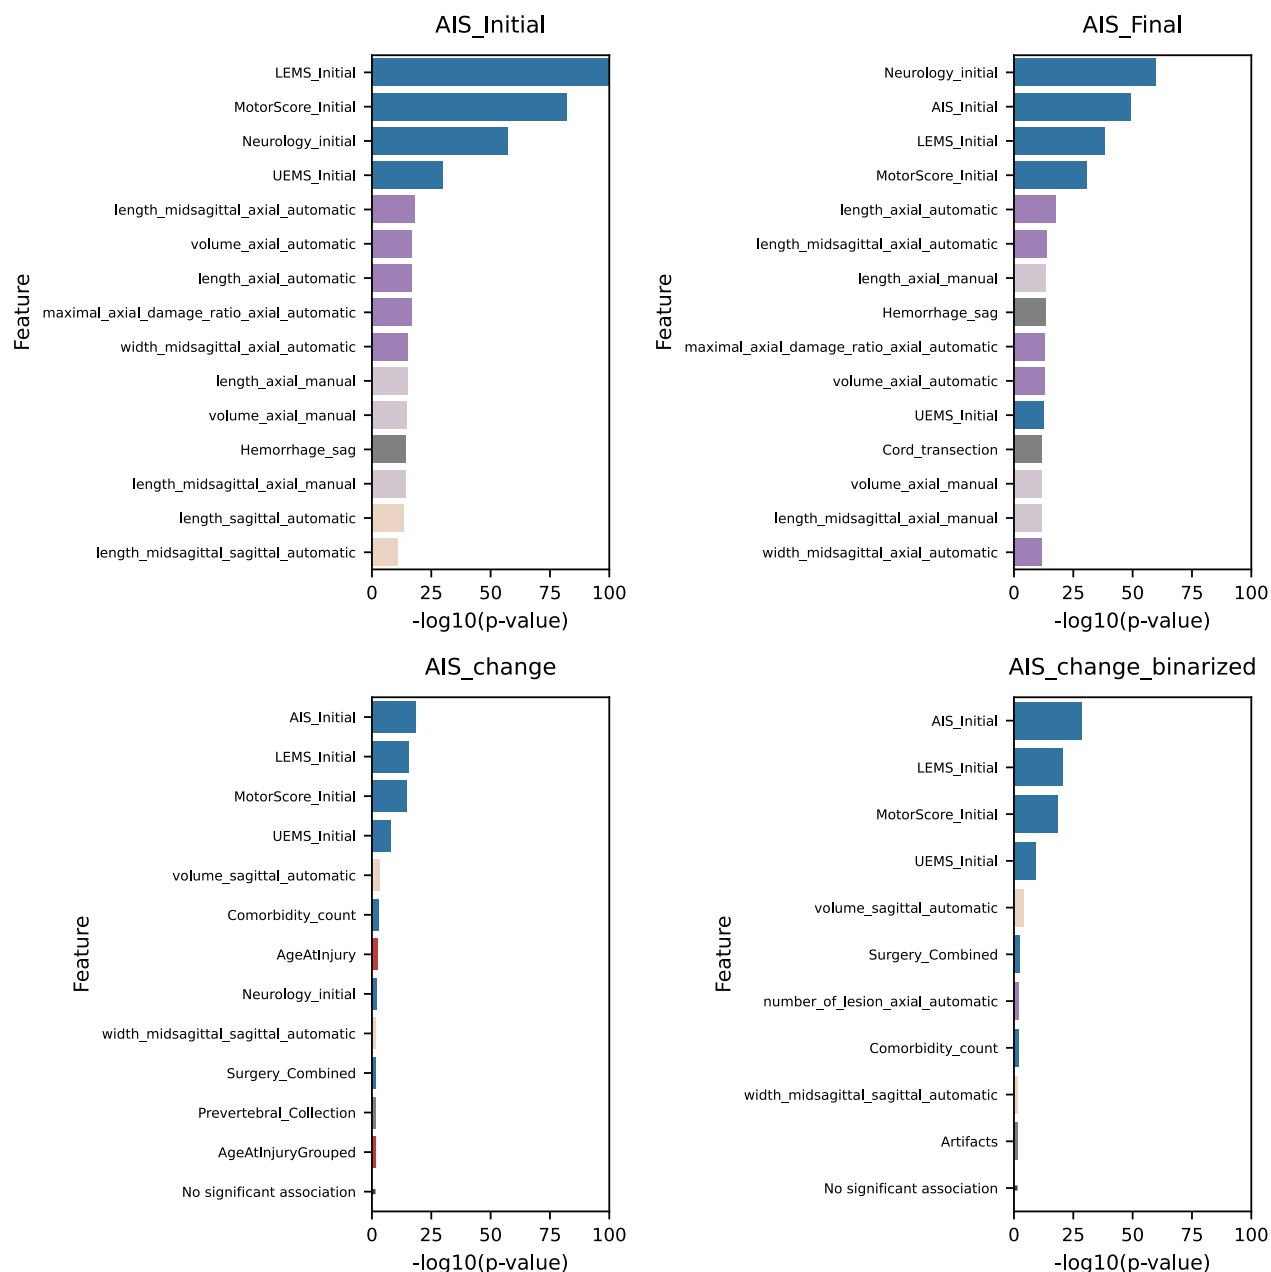 AIS_Initial
Feature
LEMS_Initial
MotorScore_Initial
Neurology_initial
UEMS_Initial
length_midsagittal_axial_automatic
volume_axial_automatic
length_axial_automatic
maximal_axial_damage_ratio_axial_automatic
width_midsagittal_axial_automatic
length_axial_manual
volume_axial_manual
Hemorrhage_sag
length_midsagittal_axial_manual
length_sagittal_automatic
length_midsagittal_sagittal_automatic
0 25 50 75 100
-log10(p-value)
AIS_Final
Feature
Neurology_initial
AIS_Initial
LEMS_Initial
MotorScore_Initial
length_axial_automatic
length_midsagittal_axial_automatic
length_axial_manual
Hemorrhage_sag
maximal_axial_damage_ratio_axial_automatic
volume_axial_automatic
UEMS_Initial
Cord_transection
volume_axial_manual
length_midsagittal_axial_manual
width_midsagittal_axial_automatic
0 25 50 75 100
-log10(p-value)
AIS_change
Feature
AIS_Initial
LEMS_Initial
MotorScore_Initial
UEMS_Initial
volume_sagittal_automatic
Comorbidity_count
AgeAtInjury
Neurology_initial
width_midsagittal_sagittal_automatic
Surgery_Combined
Prevertebral_Collection
AgeAtInjuryGrouped
No significant association
0 25 50 75 100
-log10(p-value)
AIS_change_binarized
Feature
AIS_Initial
LEMS_Initial
MotorScore_Initial
UEMS_Initial
volume_sagittal_automatic
Surgery_Combined
number_of_lesion_axial_automatic
Comorbidity_count
width_midsagittal_sagittal_automatic
Artifacts
No significant association
0 25 50 75 100
-log10(p-value)